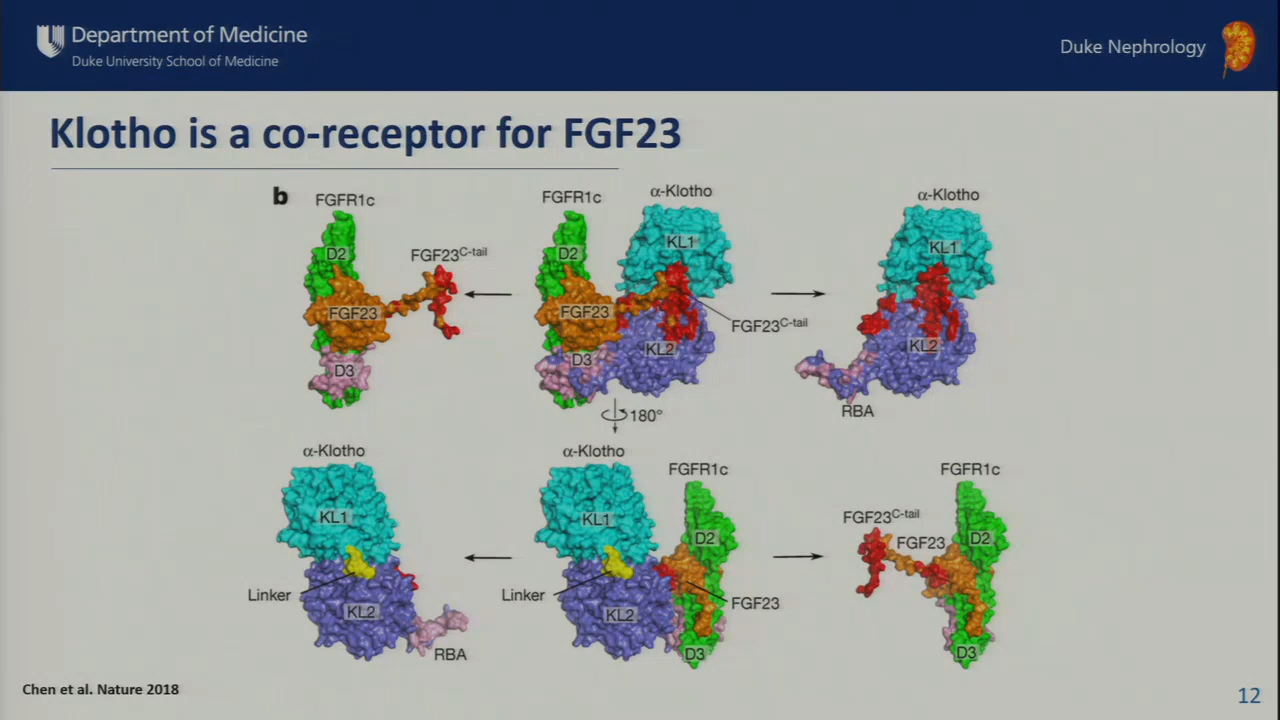 Department of Medicine
Duke University School of Medicine
Duke Nephrology
Klotho is a co-receptor for FGF23
b
FGFR1c
D2
FGF23
D3
FGF23C-tail
FGFR1c
α-Klotho
D2
KL1
FGF23
KL2
D3
FGF23C-tail
α-Klotho
KL1
KL2
RBA
180°
α-Klotho
KL1
Linker
KL2
RBA
α-Klotho
FGFR1c
KL1
D2
Linker
KL2
FGF23
D3
FGFR1c
FGF23C-tail
FGF23
D2
D3
Chen et al. Nature 2018
12